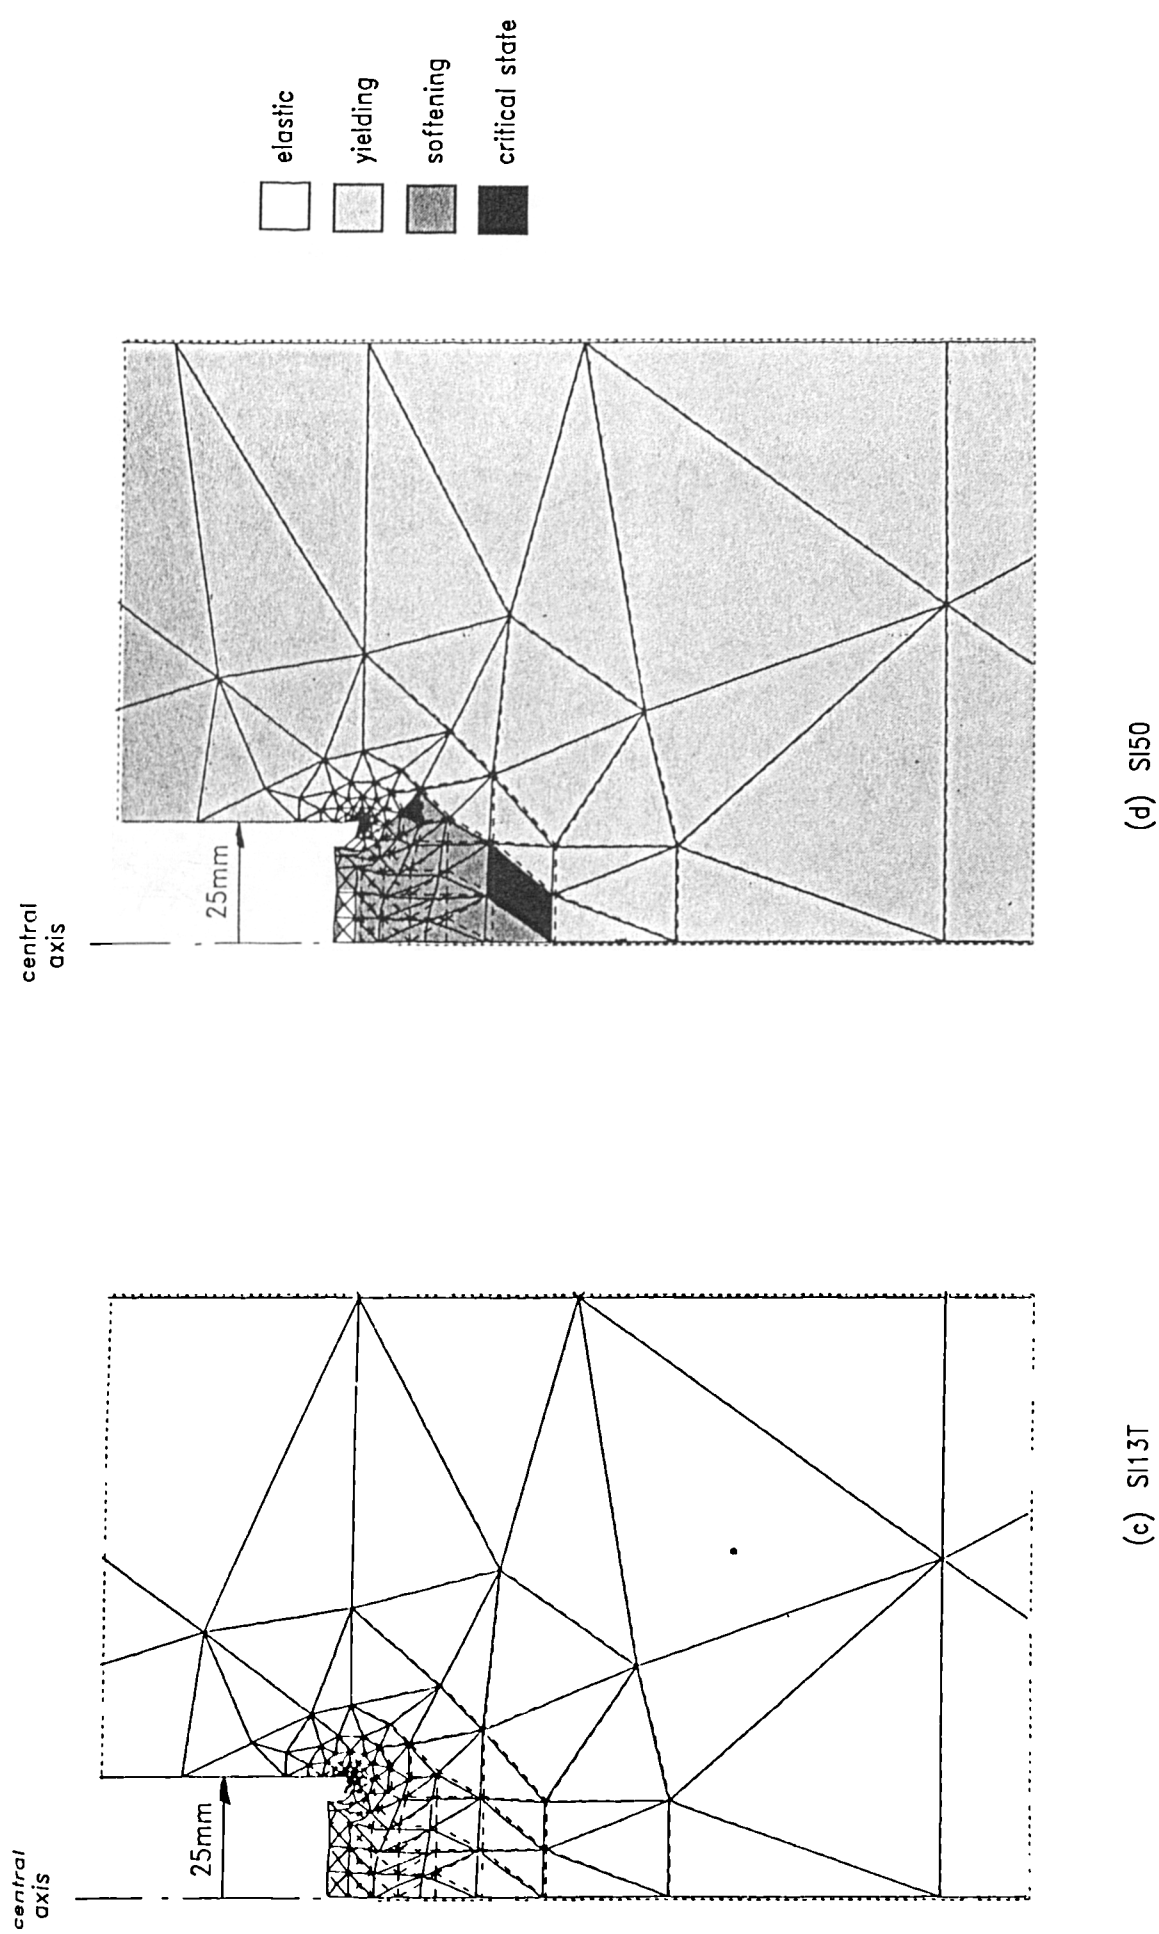 elastic
yielding
softening
critical state
central
axis
25mm
(d) SI50
central
axis
25mm
(c) SI13T